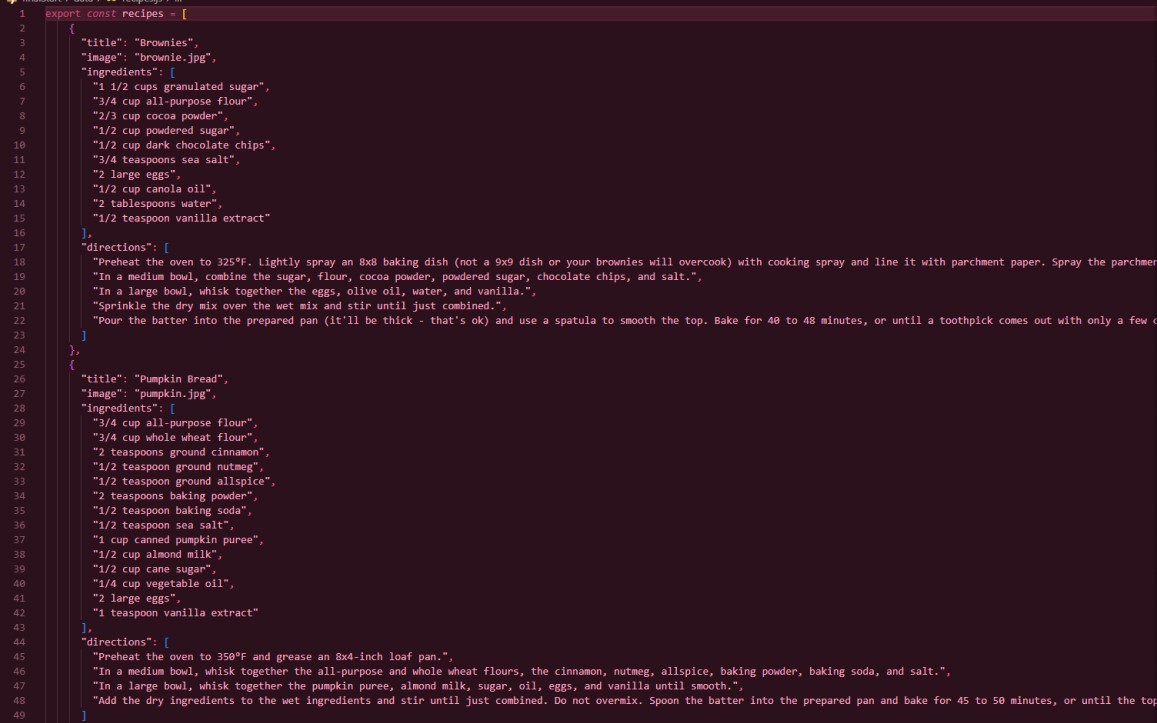 1 export const recipes = [
2 {
3 "title": "Brownies",
4 "image": "brownie.jpg",
5 "ingredients": [
6 "1 1/2 cups granulated sugar",
7 "3/4 cup all-purpose flour",
8 "2/3 cup cocoa powder",
9 "1/2 cup powdered sugar",
10 "1/2 cup dark chocolate chips",
11 "3/4 teaspoons sea salt",
12 "2 large eggs",
13 "1/2 cup canola oil",
14 "2 tablespoons water",
15 "1/2 teaspoon vanilla extract"
16 ],
17 "directions": [
18 "Preheat the oven to 325°F. Lightly spray an 8x8 baking dish (not a 9x9 dish or your brownies will overcook) with cooking spray and line it with parchment paper. Spray the parchmen
19 "In a medium bowl, combine the sugar, flour, cocoa powder, powdered sugar, chocolate chips, and salt.",
20 "In a large bowl, whisk together the eggs, olive oil, water, and vanilla.",
21 "Sprinkle the dry mix over the wet mix and stir until just combined.",
22 "Pour the batter into the prepared pan (it'll be thick - that's ok) and use a spatula to smooth the top. Bake for 40 to 48 minutes, or until a toothpick comes out with only a few c
23 ]
24 },
25 {
26 "title": "Pumpkin Bread",
27 "image": "pumpkin.jpg",
28 "ingredients": [
29 "3/4 cup all-purpose flour",
30 "3/4 cup whole wheat flour",
31 "2 teaspoons ground cinnamon",
32 "1/2 teaspoon ground nutmeg",
33 "1/2 teaspoon ground allspice",
34 "2 teaspoons baking powder",
35 "1/2 teaspoon baking soda",
36 "1/2 teaspoon sea salt",
37 "1 cup canned pumpkin puree",
38 "1/2 cup almond milk",
39 "1/2 cup cane sugar",
40 "1/4 cup vegetable oil",
41 "2 large eggs",
42 "1 teaspoon vanilla extract"
43 ],
44 "directions": [
45 "Preheat the oven to 350°F and grease an 8x4-inch loaf pan.",
46 "In a medium bowl, whisk together the all-purpose and whole wheat flours, the cinnamon, nutmeg, allspice, baking powder, baking soda, and salt.",
47 "In a large bowl, whisk together the pumpkin puree, almond milk, sugar, oil, eggs, and vanilla until smooth.",
48 "Add the dry ingredients to the wet ingredients and stir until just combined. Do not overmix. Spoon the batter into the prepared pan and bake for 45 to 50 minutes, or until the top
49 ]